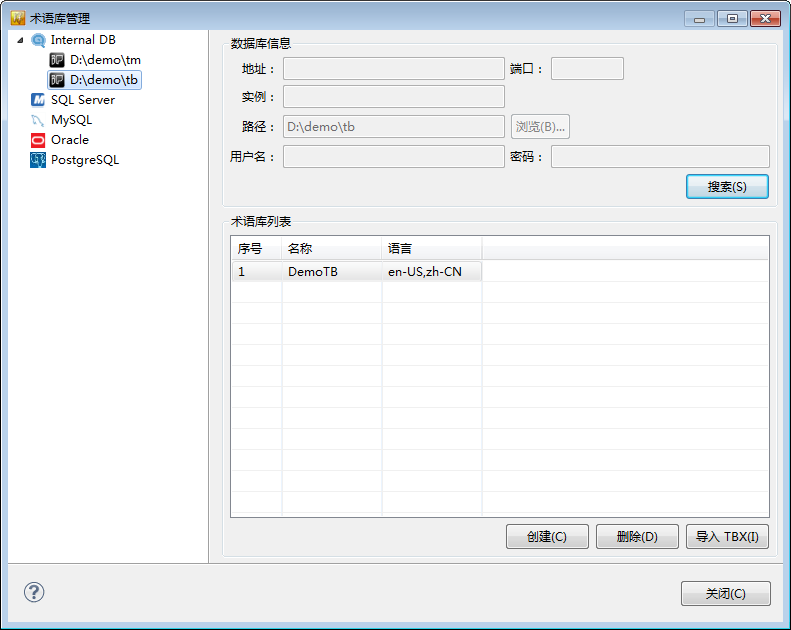 术语库管理
Internal DB
D:\demo\tm
D:\demo\tb
SQL Server
MySQL
Oracle
PostgreSQL
数据库信息
地址： 端口：
实例：
路径： D:\demo\tb 浏览(B)...
用户名： 密码：
搜索(S)
术语库列表
序号 名称 语言
1 DemoTB en-US,zh-CN
创建(C) 删除(D) 导入 TBX(I)
? 关闭(C)